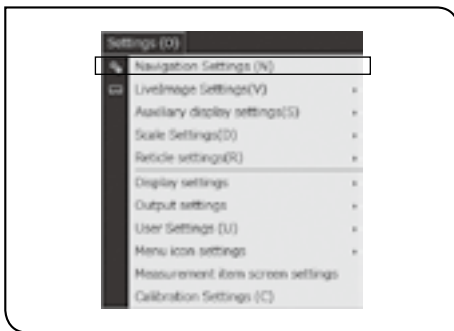 Settings (O)
Navigation Settings (N)
LiveImage Settings(V)
Auxiliary display settings(S)
Scale Settings(D)
Reticle settings(R)
Display settings
Output settings
User Settings (U)
Menu icon settings
Measurement item screen settings
Calibration Settings (C)